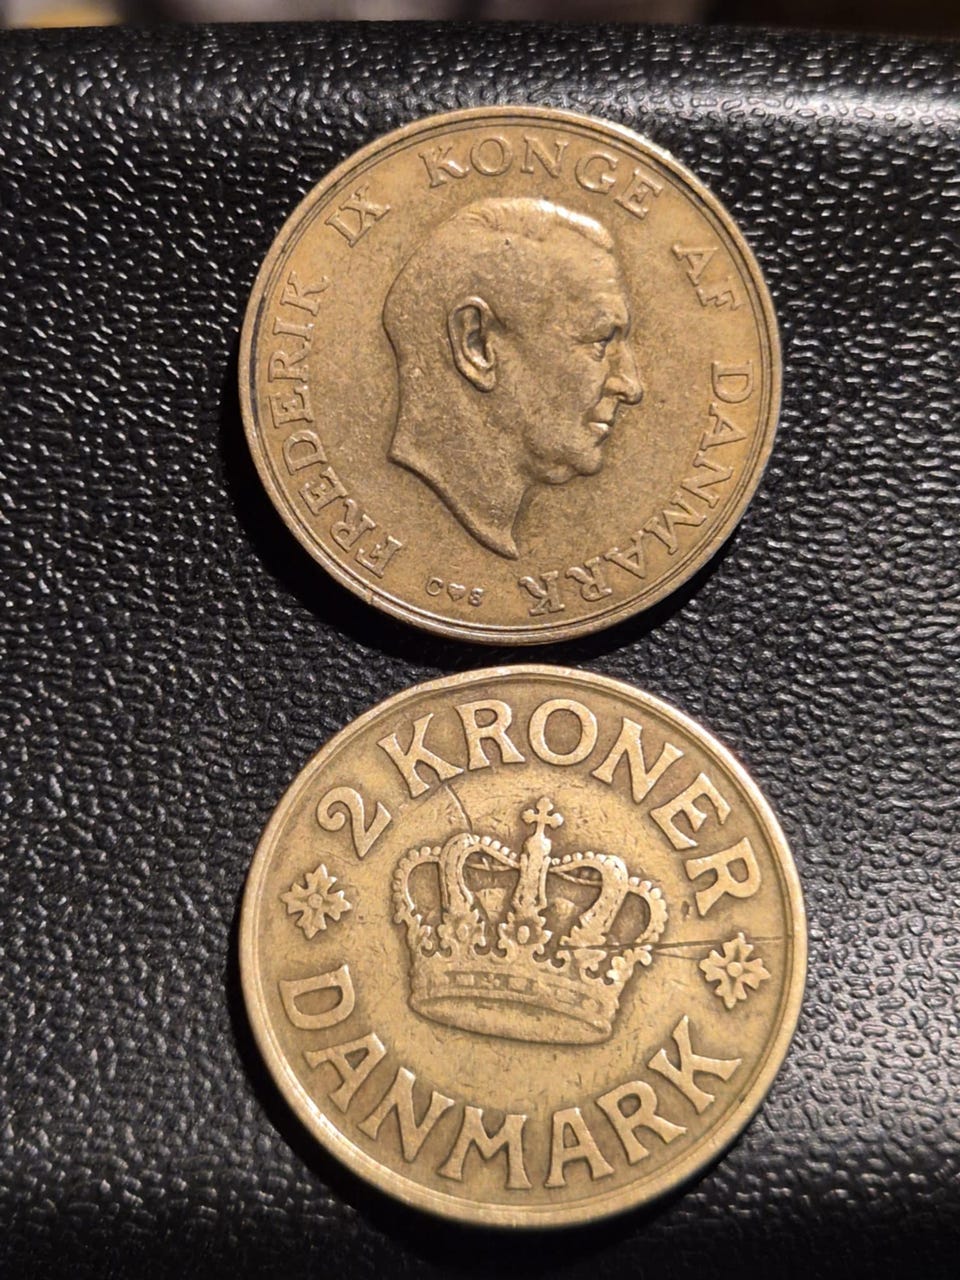 FREDERIK IX KONGE AF DANMARK
C♥S
2 KRONER
DANMARK